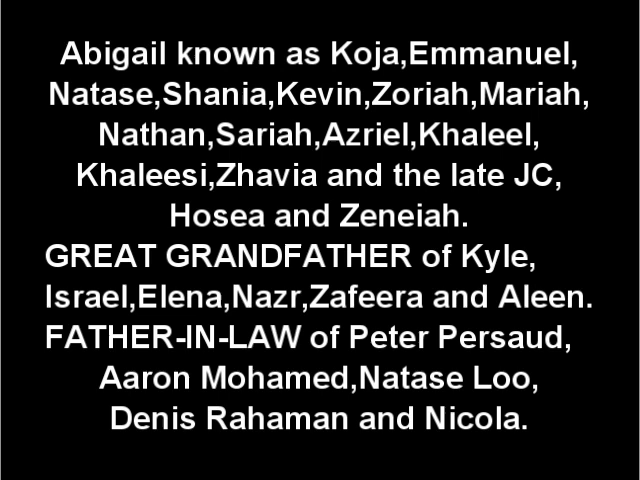 Abigail known as Koja,Emmanuel,
Natase,Shania,Kevin,Zoriah,Mariah,
Nathan,Sariah,Azriel,Khaleel,
Khaleesi,Zhavia and the late JC,
Hosea and Zeneiah.
GREAT GRANDFATHER of Kyle,
Israel,Elena,Nazr,Zafeera and Aleen.
FATHER-IN-LAW of Peter Persaud,
Aaron Mohamed,Natase Loo,
Denis Rahaman and Nicola.